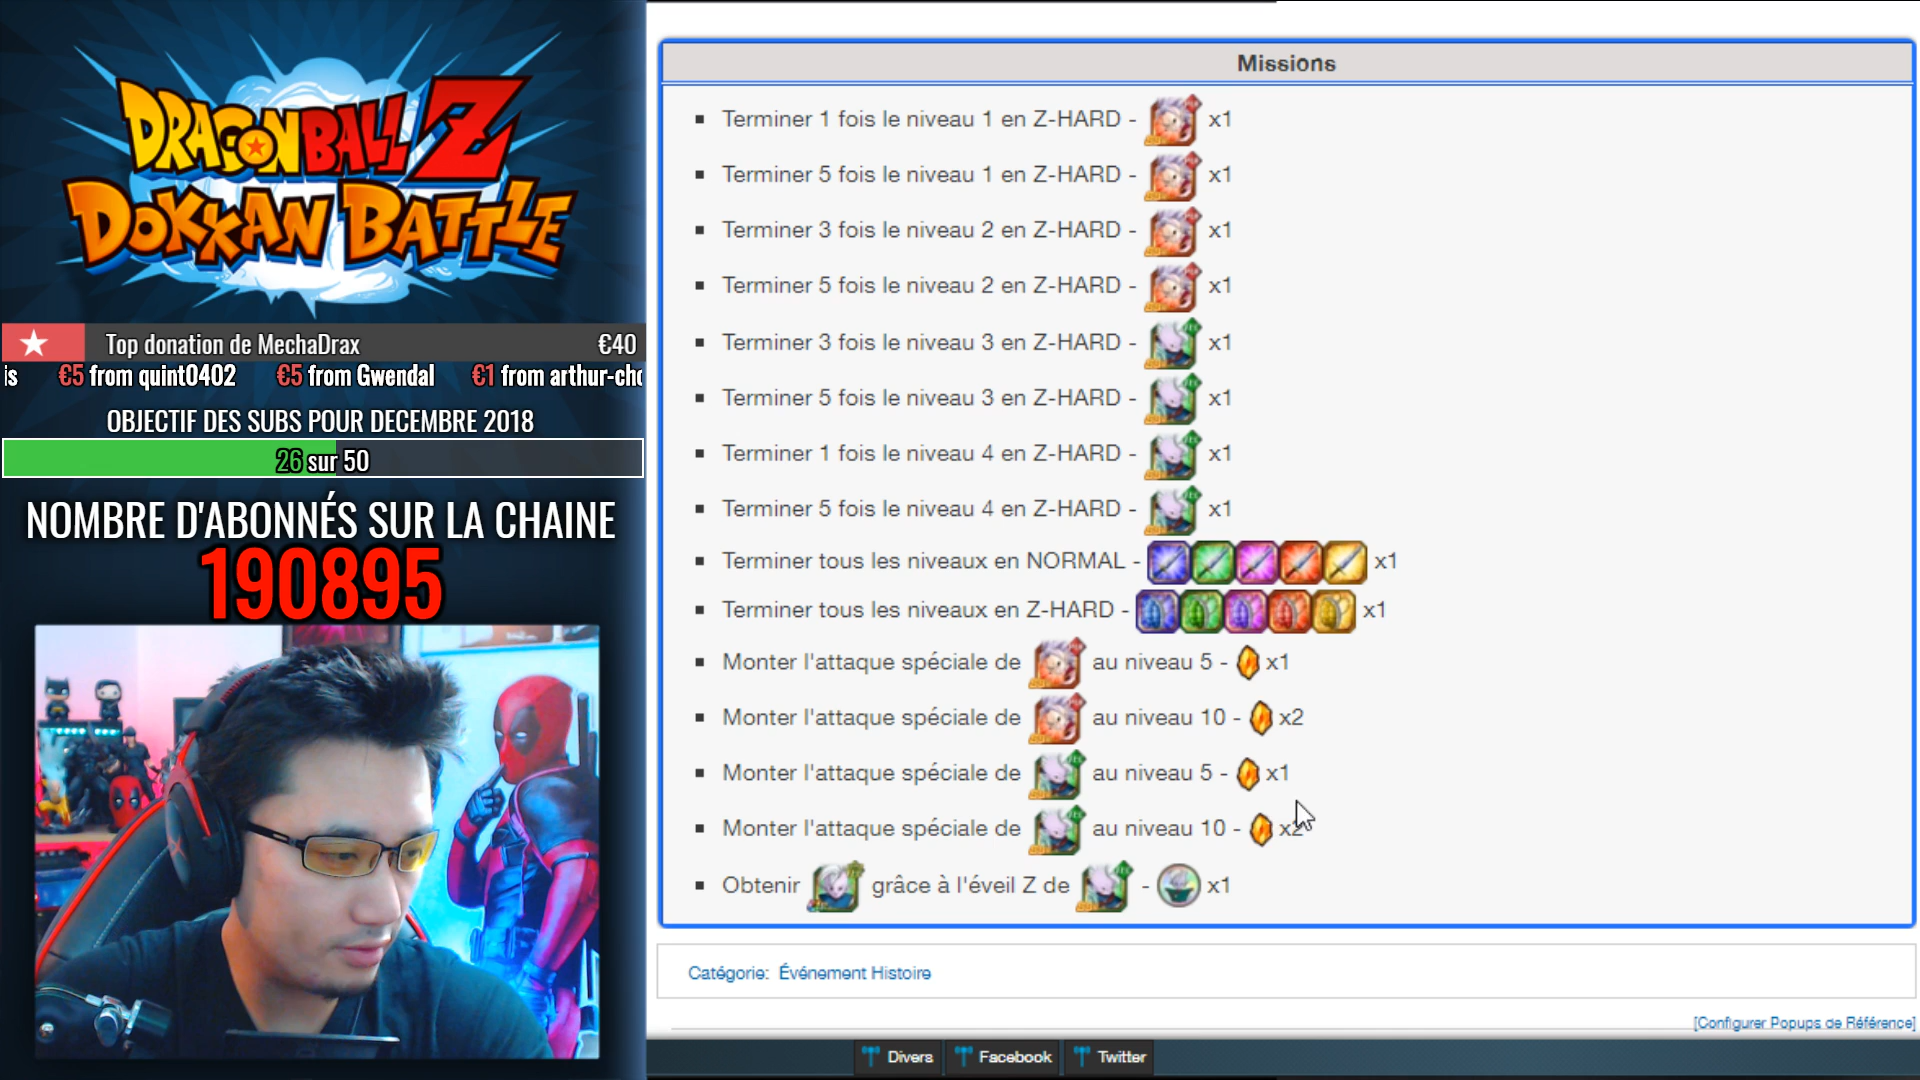 DRAGON BALL Z
DOKKAN BATTLE
Top donation de MechaDrax €40
is €5 from quint0402 €5 from Gwendal €1 from arthur-ch
OBJECTIF DES SUBS POUR DECEMBRE 2018
26 sur 50
NOMBRE D'ABONNÉS SUR LA CHAINE
190895
Missions
Terminer 1 fois le niveau 1 en Z-HARD - x1
Terminer 5 fois le niveau 1 en Z-HARD - x1
Terminer 3 fois le niveau 2 en Z-HARD - x1
Terminer 5 fois le niveau 2 en Z-HARD - x1
Terminer 3 fois le niveau 3 en Z-HARD - x1
Terminer 5 fois le niveau 3 en Z-HARD - x1
Terminer 1 fois le niveau 4 en Z-HARD - x1
Terminer 5 fois le niveau 4 en Z-HARD - x1
Terminer tous les niveaux en NORMAL - x1
Terminer tous les niveaux en Z-HARD - x1
Monter l'attaque spéciale de au niveau 5 - x1
Monter l'attaque spéciale de au niveau 10 - x2
Monter l'attaque spéciale de au niveau 5 - x1
Monter l'attaque spéciale de au niveau 10 - x2
Obtenir grâce à l'éveil Z de - x1
Catégorie: Événement Histoire
[Configurer Popups de Référence]
Divers Facebook Twitter